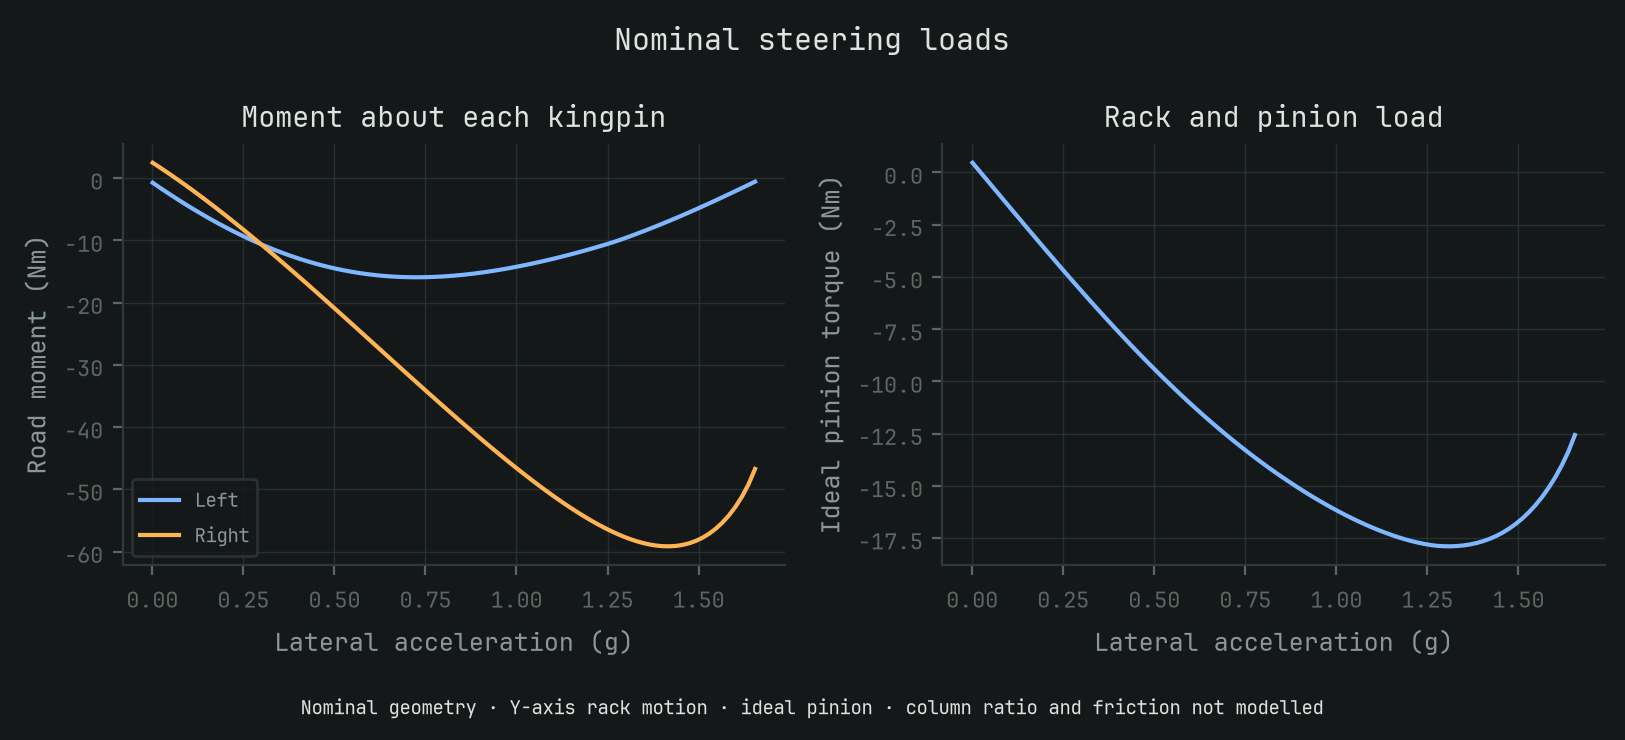 Nominal steering loads
Moment about each kingpin
Road moment (Nm)
0
-10
-20
-30
-40
-50
-60
Left
Right
0.00 0.25 0.50 0.75 1.00 1.25 1.50
Lateral acceleration (g)
Rack and pinion load
Ideal pinion torque (Nm)
0.0
-2.5
-5.0
-7.5
-10.0
-12.5
-15.0
-17.5
0.00 0.25 0.50 0.75 1.00 1.25 1.50
Lateral acceleration (g)
Nominal geometry · Y-axis rack motion · ideal pinion · column ratio and friction not modelled